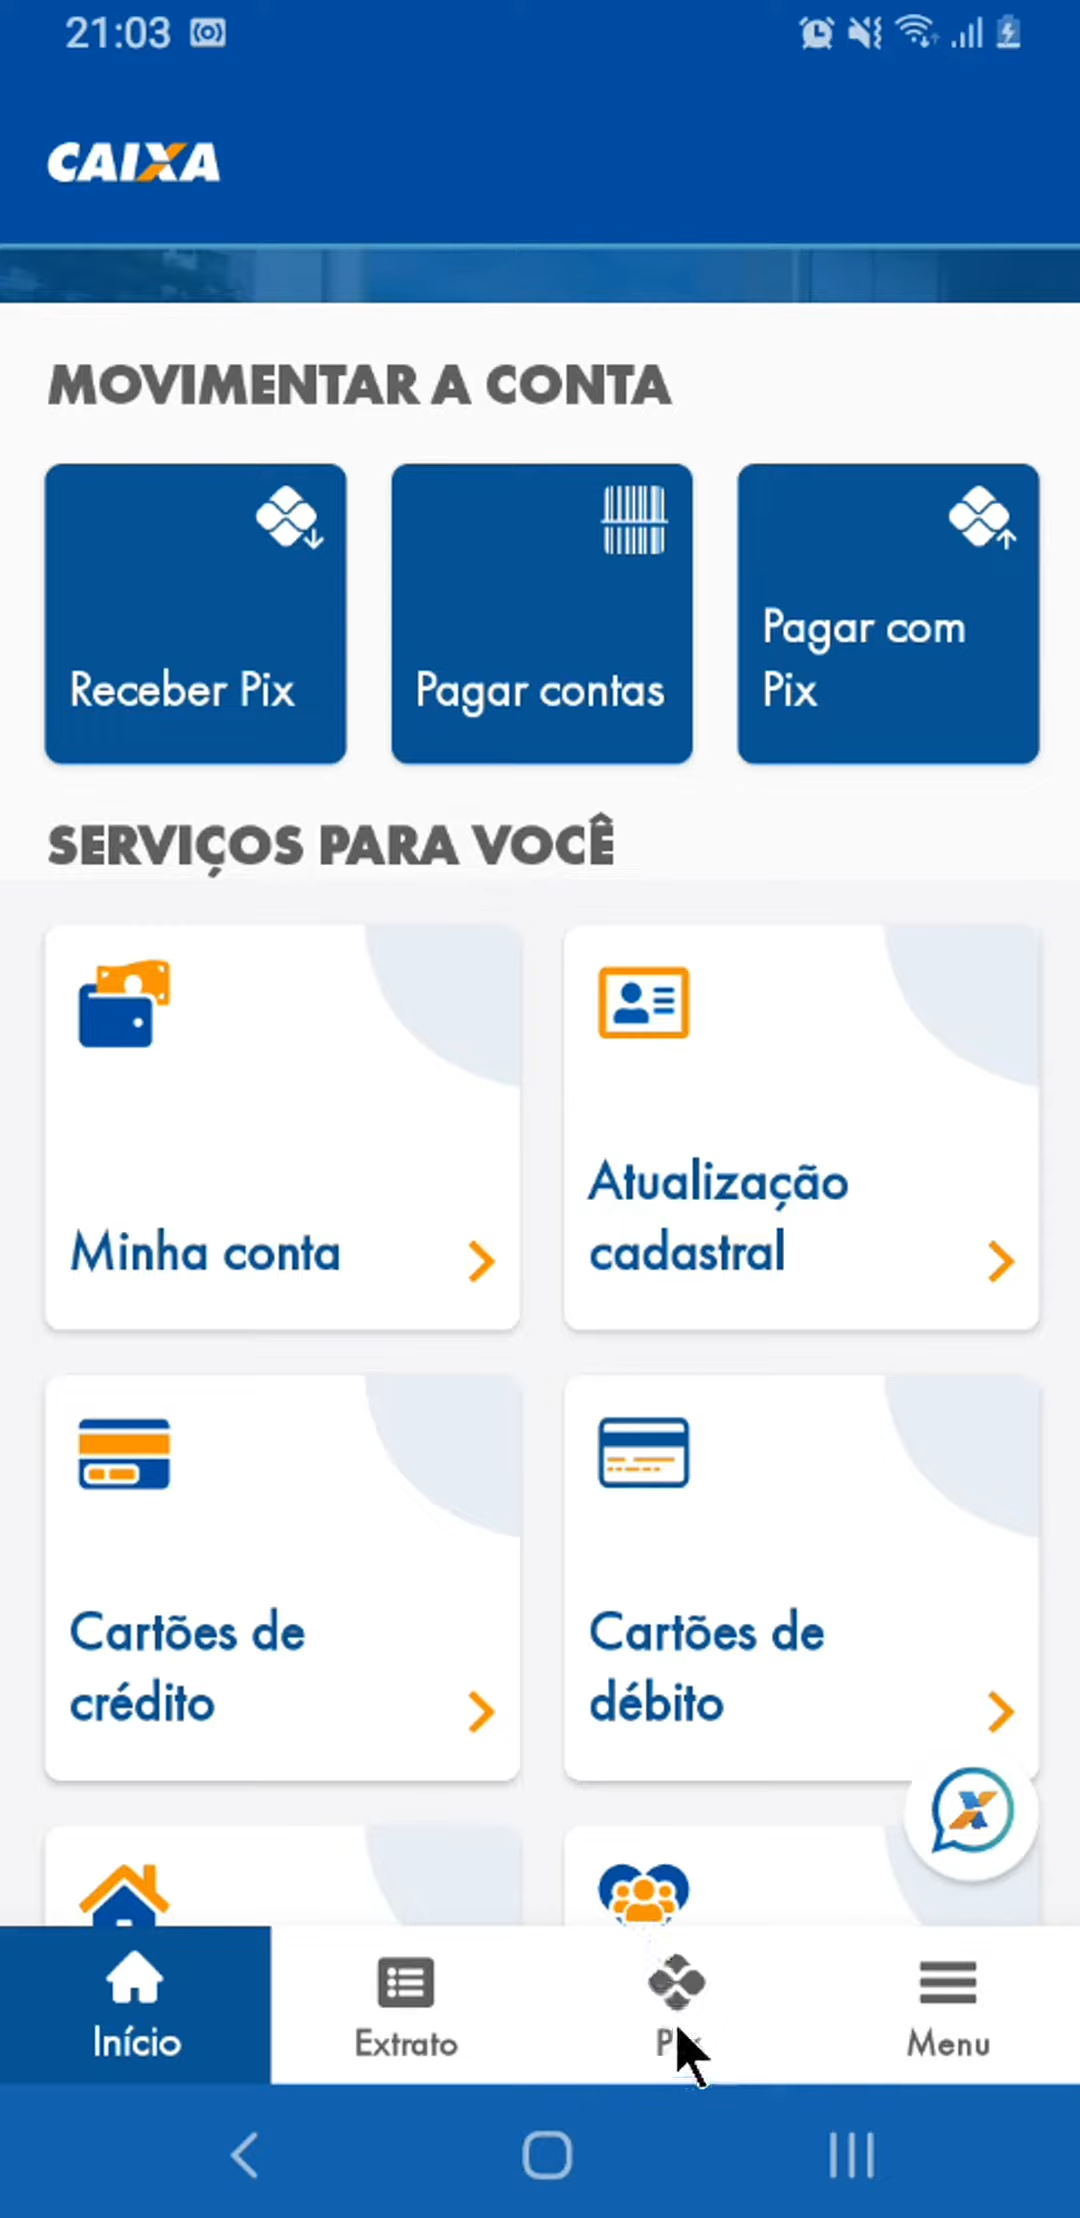 21:03
CAIXA
MOVIMENTAR A CONTA
Receber Pix
Pagar contas
Pagar com
Pix
SERVIÇOS PARA VOCÊ
Minha conta
Atualização
cadastral
Cartões de
crédito
Cartões de
débito
Início
Extrato
Menu